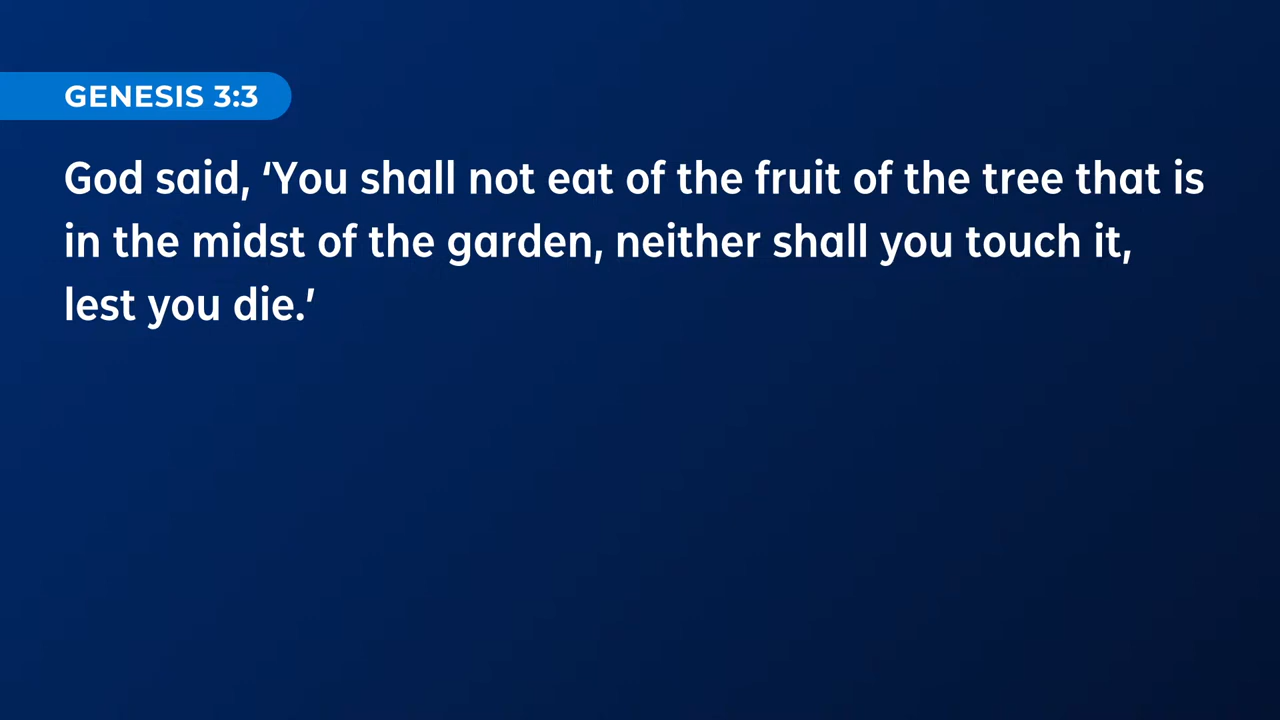 GENESIS 3:3
God said, ‘You shall not eat of the fruit of the tree that is
in the midst of the garden, neither shall you touch it,
lest you die.’